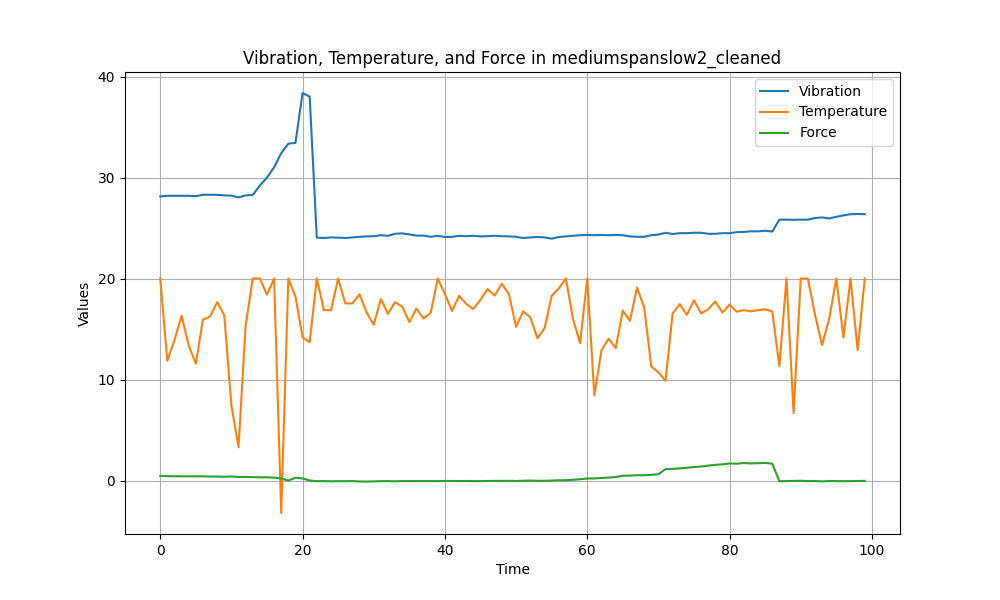 Vibration, Temperature, and Force in mediumspanslow2_cleaned
Vibration
Temperature
Force
Values
40
30
20
10
0
0 20 40 60 80 100
Time